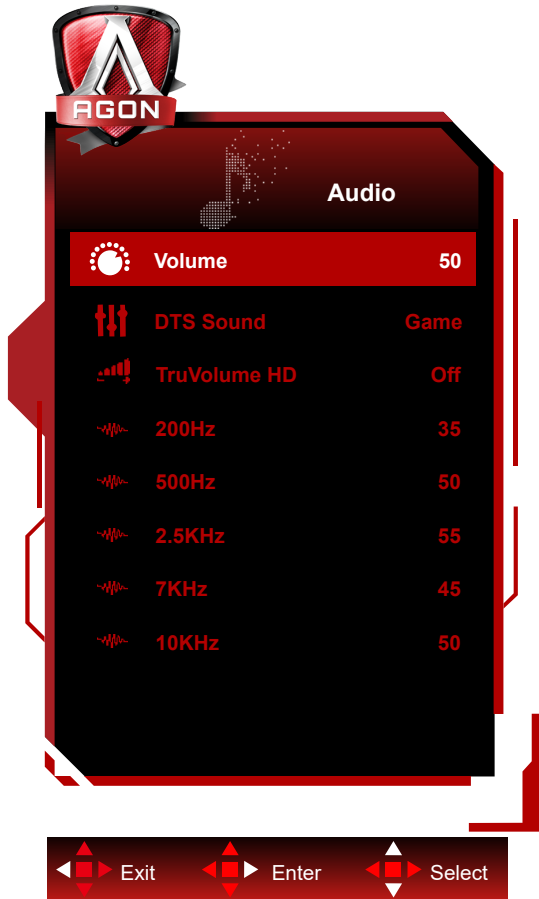 AGON
Audio
Volume 50
DTS Sound Game
TruVolume HD Off
200Hz 35
500Hz 50
2.5KHz 55
7KHz 45
10KHz 50
Exit Enter Select